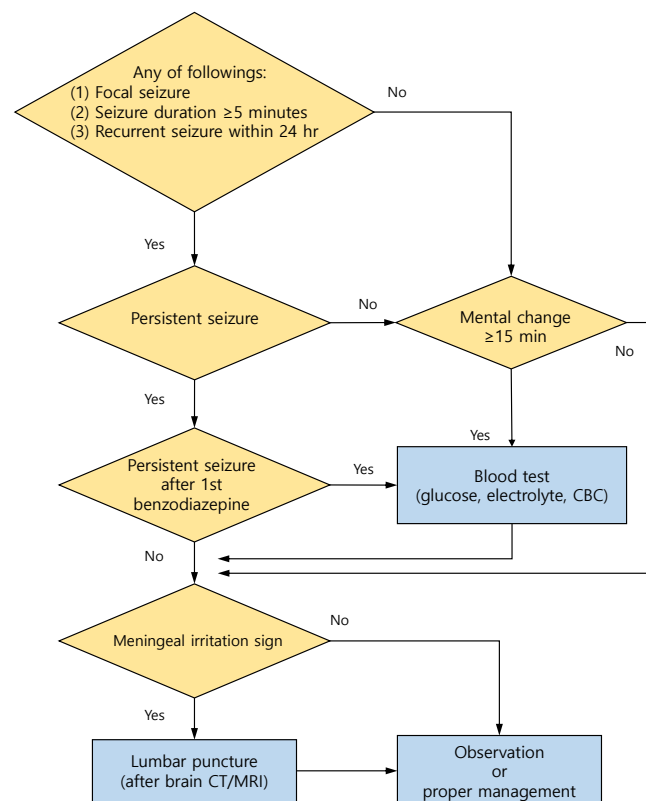 Any of followings:
(1) Focal seizure
(2) Seizure duration ≥5 minutes
(3) Recurrent seizure within 24 hr
No
Yes
Persistent seizure
No
Mental change
≥15 min
No
Yes
Yes
Persistent seizure
after 1st
benzodiazepine
Yes
Blood test
(glucose, electrolyte, CBC)
No
Meningeal irritation sign
No
Yes
Lumbar puncture
(after brain CT/MRI)
Observation
or
proper management